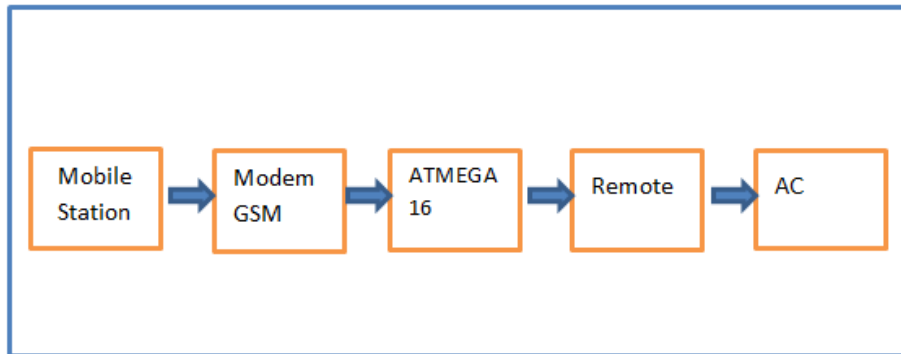 Mobile
Station
Modem
GSM
ATMEGA
16
Remote
AC